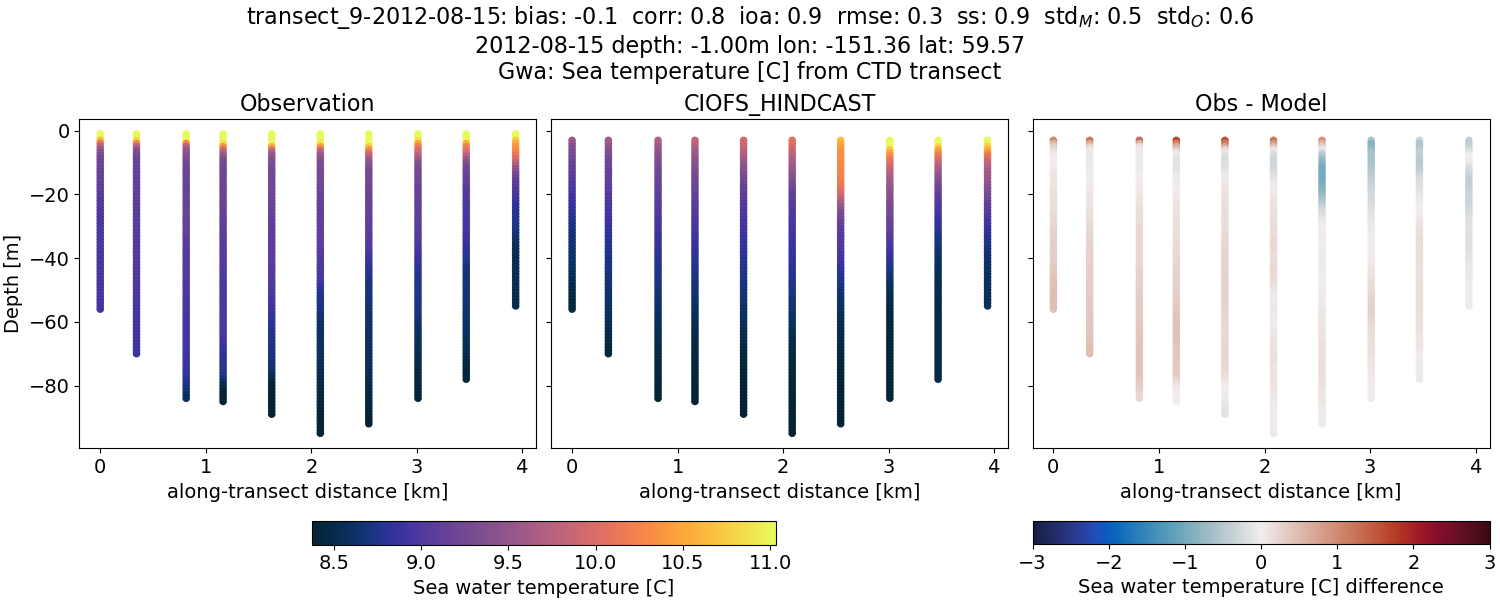 transect_9-2012-08-15: bias: -0.1 corr: 0.8 ioa: 0.9 rmse: 0.3 ss: 0.9 std_M: 0.5 std_O: 0.6
2012-08-15 depth: -1.00m lon: -151.36 lat: 59.57
Gwa: Sea temperature [C] from CTD transect
Observation CIOFS_HINDCAST Obs - Model
0
−20
−40
−60
−80
Depth [m]
0 1 2 3 4 0 1 2 3 4 0 1 2 3 4
along-transect distance [km] along-transect distance [km] along-transect distance [km]
8.5 9.0 9.5 10.0 10.5 11.0 −3 −2 −1 0 1 2 3
Sea water temperature [C] Sea water temperature [C] difference